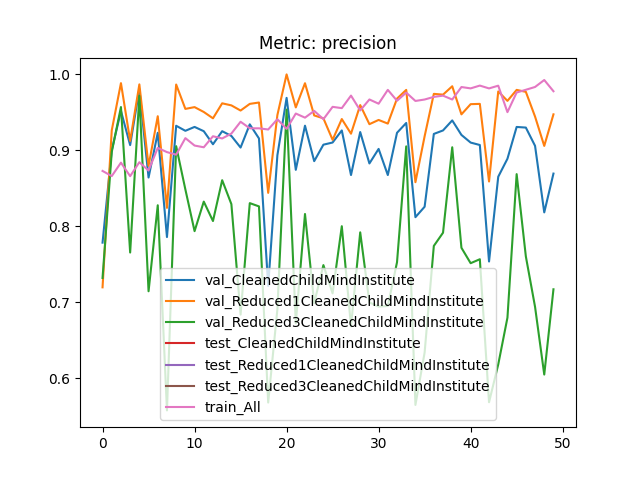 Metric: precision
1.0
0.9
0.8
0.7
0.6
val_CleanedChildMindInstitute
val_Reduced1CleanedChildMindInstitute
val_Reduced3CleanedChildMindInstitute
test_CleanedChildMindInstitute
test_Reduced1CleanedChildMindInstitute
test_Reduced3CleanedChildMindInstitute
train_All
0 10 20 30 40 50